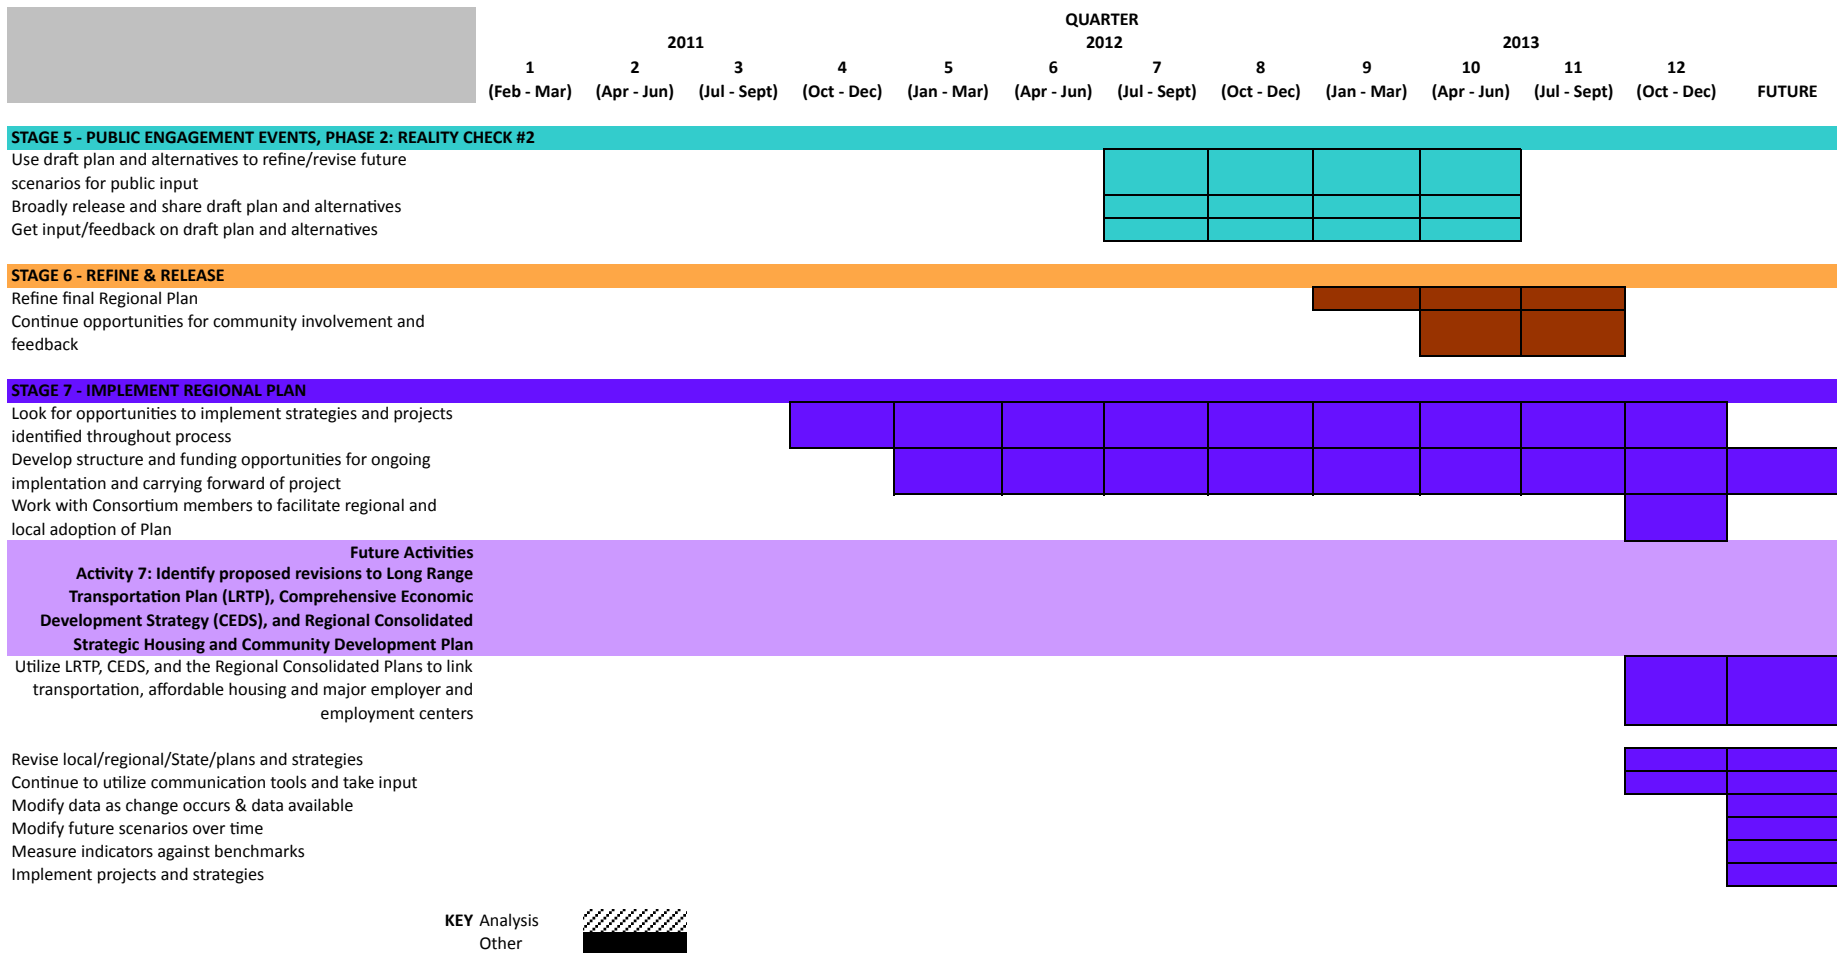 QUARTER
2011 2012 2013
1 2 3 4 5 6 7 8 9 10 11 12
(Feb - Mar) (Apr - Jun) (Jul - Sept) (Oct - Dec) (Jan - Mar) (Apr - Jun) (Jul - Sept) (Oct - Dec) (Jan - Mar) (Apr - Jun) (Jul - Sept) (Oct - Dec) FUTURE
STAGE 5 - PUBLIC ENGAGEMENT EVENTS, PHASE 2: REALITY CHECK #2
Use draft plan and alternatives to refine/revise future
scenarios for public input
Broadly release and share draft plan and alternatives
Get input/feedback on draft plan and alternatives
STAGE 6 - REFINE & RELEASE
Refine final Regional Plan
Continue opportunities for community involvement and
feedback
STAGE 7 - IMPLEMENT REGIONAL PLAN
Look for opportunities to implement strategies and projects
identified throughout process
Develop structure and funding opportunities for ongoing
implentation and carrying forward of project
Work with Consortium members to facilitate regional and
local adoption of Plan
Future Activities
Activity 7: Identify proposed revisions to Long Range
Transportation Plan (LRTP), Comprehensive Economic
Development Strategy (CEDS), and Regional Consolidated
Strategic Housing and Community Development Plan
Utilize LRTP, CEDS, and the Regional Consolidated Plans to link
transportation, affordable housing and major employer and
employment centers
Revise local/regional/State/plans and strategies
Continue to utilize communication tools and take input
Modify data as change occurs & data available
Modify future scenarios over time
Measure indicators against benchmarks
Implement projects and strategies
KEY Analysis
Other